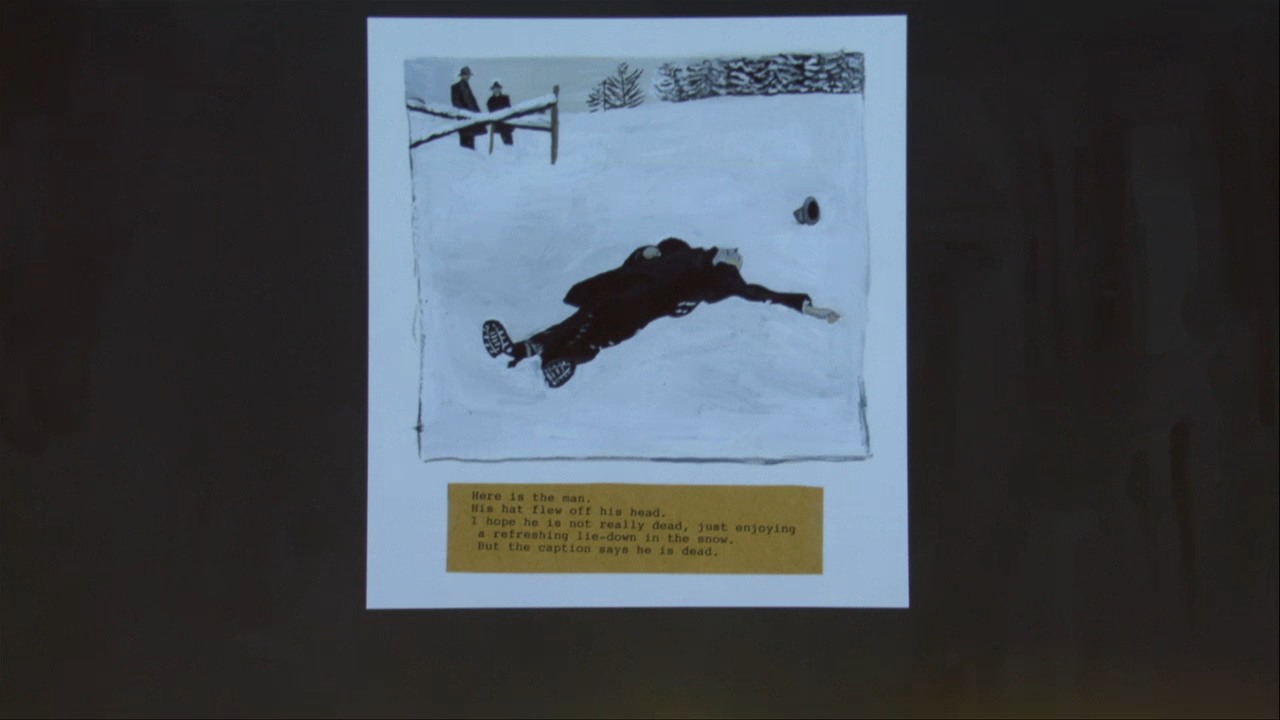 Here is the man.
His hat flew off his head.
I hope he is not really dead, just enjoying
a refreshing lie-down in the snow.
But the caption says he is dead.